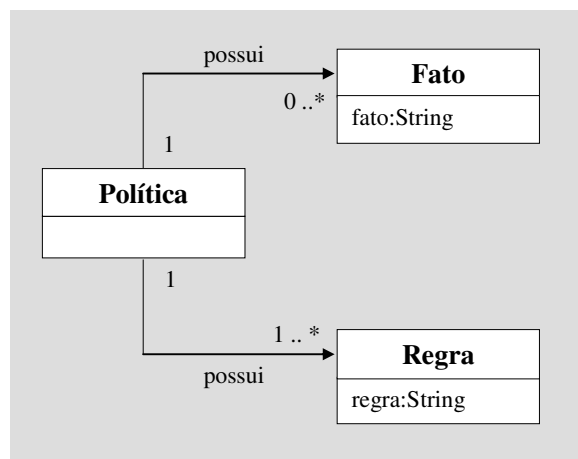 possui
Fato
0 ..*
fato:String
1
Política
1
1 .. *
Regra
possui
regra:String